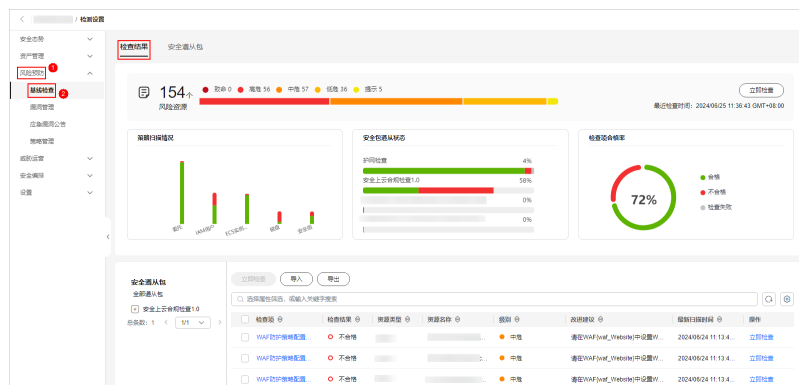 / 检测设置
安全态势
资产管理
风险预防 1
基线检查 2
漏洞管理
应急漏洞公告
策略管理
威胁运营
安全编排
设置
检查结果 安全遵从包
154个
风险资源
致命 0 高危 56 中危 57 低危 36 提示 5
立即检查
最近检查时间：2024/06/25 11:36:43 GMT+08:00
策略扫描情况
委托 IAM用户 ECS实例... 桶 安全组
安全包遵从状态
护网检查 4%
安全上云合规检查1.0 58%
0%
0%
检查项合格率
72%
合格
不合格
检查失败
安全遵从包
全部遵从包
安全上云合规检查1.0
总条数：1 < 1/1 >
立即检查 导入 导出
选择属性筛选，或输入关键字搜索
检查项 检查结果 资源类型 资源名称 级别 改进建议 最新扫描时间 操作
WAF防护策略配置... 不合格 ... 中危 请在WAF(waf_Website)中设置W... 2024/06/24 11:13:4... 立即检查
WAF防护策略配置... 不合格 ... 中危 请在WAF(waf_Website)中设置W... 2024/06/24 11:13:4... 立即检查
WAF防护策略配置... 不合格 ... 中危 请在WAF(waf_Website)中设置W... 2024/06/24 11:13:4... 立即检查